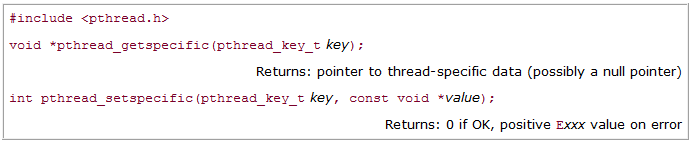 #include <pthread.h>
void *pthread_getspecific(pthread_key_t key);
Returns: pointer to thread-specific data (possibly a null pointer)
int pthread_setspecific(pthread_key_t key, const void *value);
Returns: 0 if OK, positive Exxx value on error